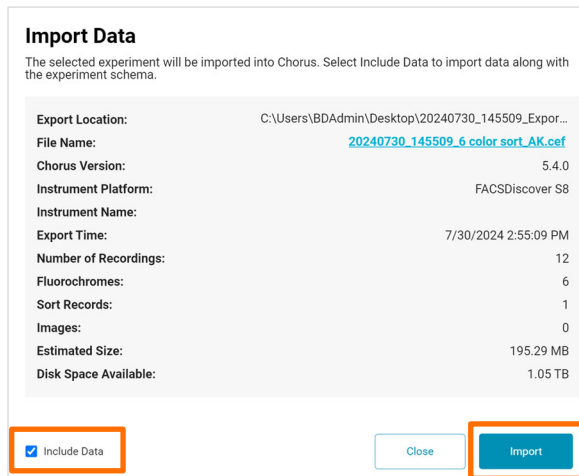 Import Data
The selected experiment will be imported into Chorus. Select Include Data to import data along with
the experiment schema.
Export Location: C:\Users\BDAdmin\Desktop\20240730_145509_Expor...
File Name: 20240730_145509_6 color sort_AK.cef
Chorus Version: 5.4.0
Instrument Platform: FACSDiscover S8
Instrument Name:
Export Time: 7/30/2024 2:55:09 PM
Number of Recordings: 12
Fluorochromes: 6
Sort Records: 1
Images: 0
Estimated Size: 195.29 MB
Disk Space Available: 1.05 TB
Include Data Close Import